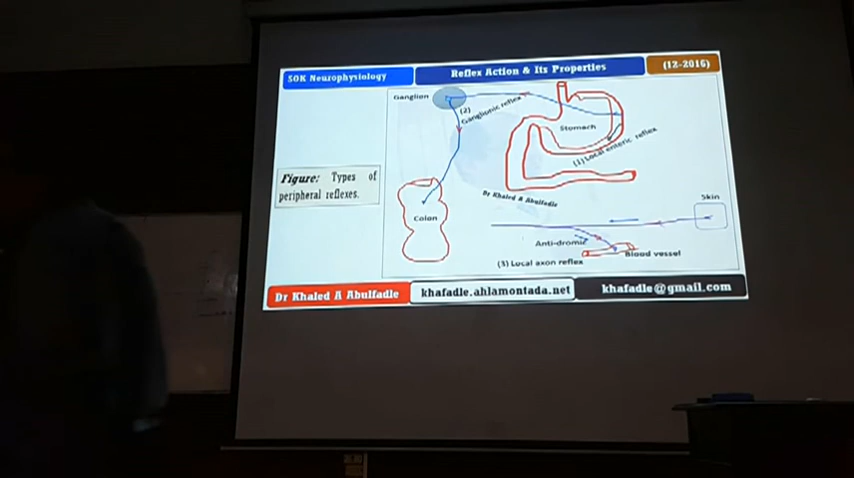 SOK Neurophysiology
Reflex Action & Its Properties
(12-2016)
Ganglion
(2)
Ganglionic reflex
Stomach
(1) Local enteric reflex
Figure: Types of
peripheral reflexes.
Dr Khaled A Abulfadle
Skin
Colon
Anti-dromic
Blood vessel
(3) Local axon reflex
Dr Khaled A Abulfadle
khafadle.ahlamontada.net
khafadle@gmail.com